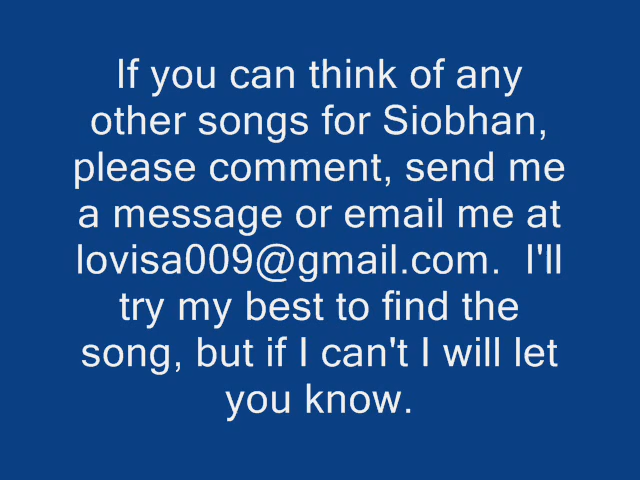 If you can think of any
other songs for Siobhan,
please comment, send me
a message or email me at
lovisa009@gmail.com.  I'll
try my best to find the
song, but if I can't I will let
you know.